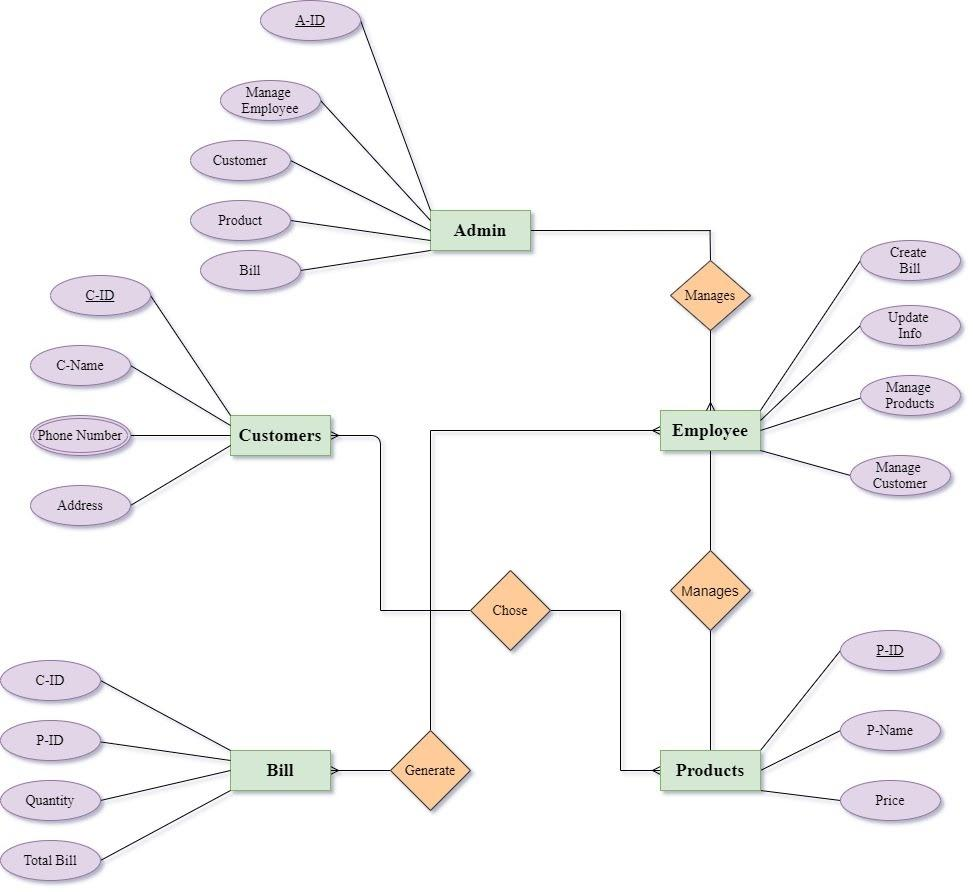 A-ID
Manage
Employee
Customer
Product
Admin
Bill
Create
Bill
C-ID
Manages
Update
Info
C-Name
Manage
Products
Phone Number
Customers
Employee
Manage
Customer
Address
Manages
Chose
P-ID
C-ID
P-Name
P-ID
Bill
Generate
Products
Quantity
Price
Total Bill